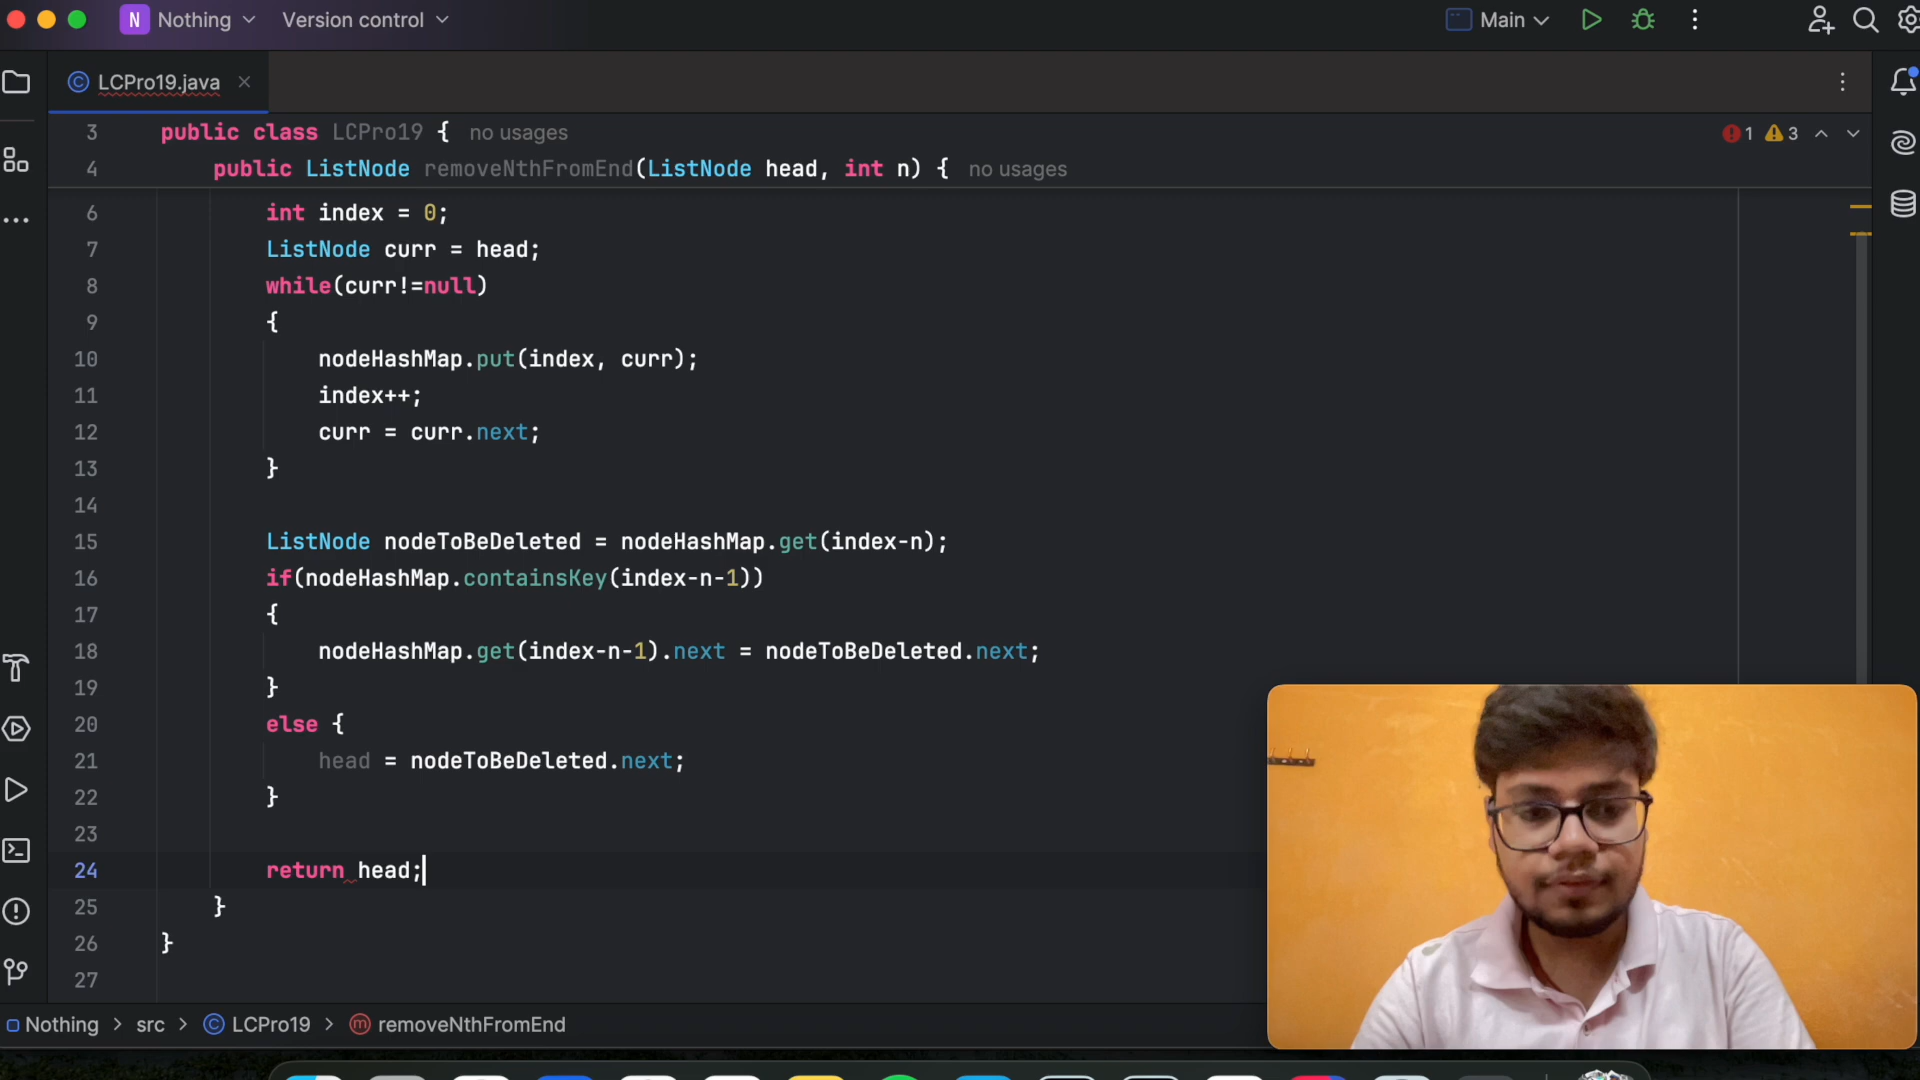 N Nothing Version control Main
LCPro19.java
3 public class LCPro19 { no usages
1 3
4 public ListNode removeNthFromEnd(ListNode head, int n) { no usages
6 int index = 0;
7 ListNode curr = head;
8 while(curr!=null)
9 {
10 nodeHashMap.put(index, curr);
11 index++;
12 curr = curr.next;
13 }
14
15 ListNode nodeToBeDeleted = nodeHashMap.get(index-n);
16 if(nodeHashMap.containsKey(index-n-1))
17 {
18 nodeHashMap.get(index-n-1).next = nodeToBeDeleted.next;
19 }
20 else {
21 head = nodeToBeDeleted.next;
22 }
23
24 return head;
25 }
26 }
27
Nothing > src > LCPro19 > removeNthFromEnd